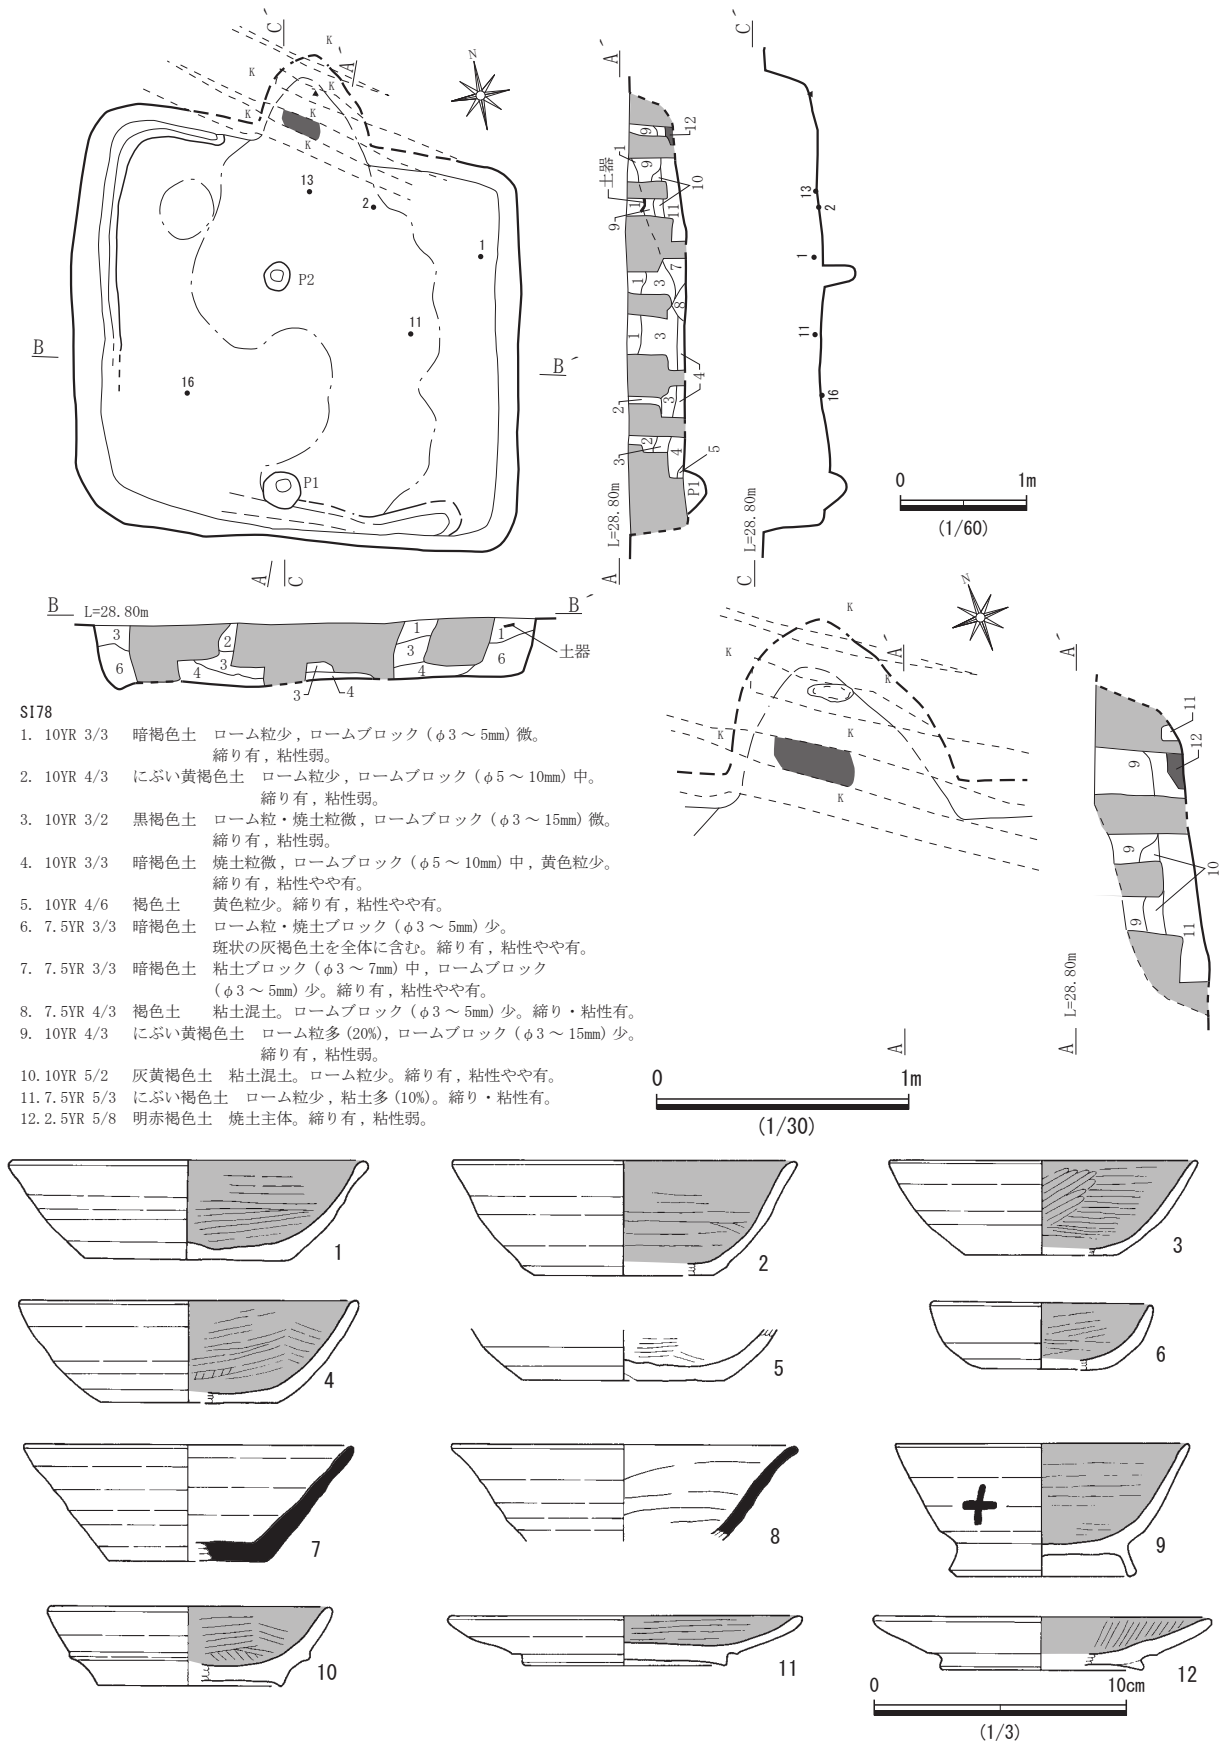 C´
K
A´
K
N
K
K
K
K
13
2
1
P2
11
B
B´
16
P1
A
C
A´
12
1
9
土器
9
10
1
11
9
7
1
3
8
1
3
4
2
3
2
3
4
5
P1
L=28.80m
A
C´
13
2
1
11
16
L=28.80m
C
0 1m
(1/60)
B L=28.80m B´
3
6
2
3
4
3
4
1
3
4
1
6
土器
N
K
K
A´
K
K
K
K
A
A´
11
12
9
9
10
9
11
L=28.80m
A
0 1m
(1/30)
SI78
1. 10YR 3/3 暗褐色土 ローム粒少,ロームブロック(φ3～5mm)微。
締り有,粘性弱。
2. 10YR 4/3 にぶい黄褐色土 ローム粒少,ロームブロック(φ5～10mm)中。
締り有,粘性弱。
3. 10YR 3/2 黒褐色土 ローム粒・焼土粒微,ロームブロック(φ3～15mm)微。
締り有,粘性弱。
4. 10YR 3/3 暗褐色土 焼土粒微,ロームブロック(φ5～10mm)中,黄色粒少。
締り有,粘性やや有。
5. 10YR 4/6 褐色土 黄色粒少。締り有,粘性やや有。
6. 7.5YR 3/3 暗褐色土 ローム粒・焼土ブロック(φ3～5mm)少。
斑状の灰褐色土を全体に含む。締り有,粘性やや有。
7. 7.5YR 3/3 暗褐色土 粘土ブロック(φ3～7mm)中,ロームブロック
(φ3～5mm)少。締り有,粘性やや有。
8. 7.5YR 4/3 褐色土 粘土混土。ロームブロック(φ3～5mm)少。締り・粘性有。
9. 10YR 4/3 にぶい黄褐色土 ローム粒多(20%),ロームブロック(φ3～15mm)少。
締り有,粘性弱。
10.10YR 5/2 灰黄褐色土 粘土混土。ローム粒少。締り有,粘性やや有。
11.7.5YR 5/3 にぶい褐色土 ローム粒少,粘土多(10%)。締り・粘性有。
12.2.5YR 5/8 明赤褐色土 焼土主体。締り有,粘性弱。
1
2
3
4
5
6
7
8
9
10
11
12
0 10cm
(1/3)